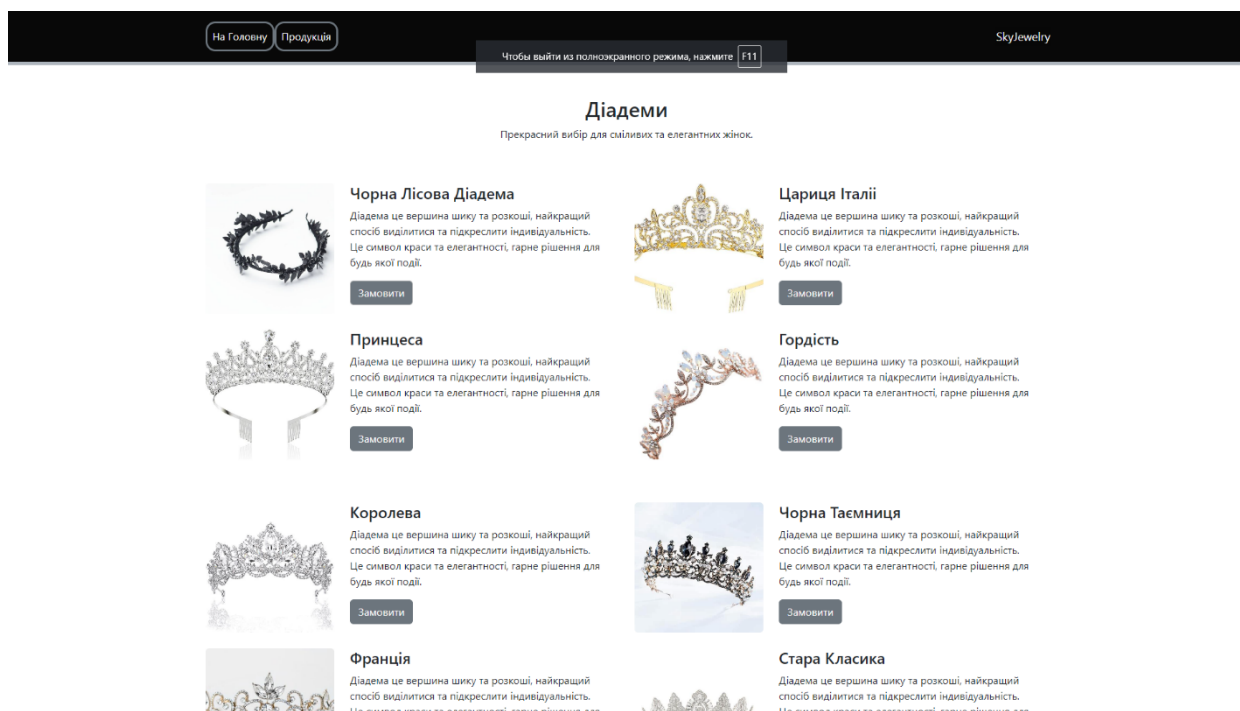 На Головну
Продукція
SkyJewelry
Чтобы выйти из полноэкранного режима, нажмите F11
Діадеми
Прекрасний вибір для сміливих та елегантних жінок.
Чорна Лісова Діадема
Діадема це вершина шику та розкоші, найкращий
спосіб виділитися та підкреслити індивідуальність.
Це символ краси та елегантності, гарне рішення для
будь якої події.
Замовити
Цариця Італіі
Діадема це вершина шику та розкоші, найкращий
спосіб виділитися та підкреслити індивідуальність.
Це символ краси та елегантності, гарне рішення для
будь якої події.
Замовити
Принцеса
Діадема це вершина шику та розкоші, найкращий
спосіб виділитися та підкреслити індивідуальність.
Це символ краси та елегантності, гарне рішення для
будь якої події.
Замовити
Гордість
Діадема це вершина шику та розкоші, найкращий
спосіб виділитися та підкреслити індивідуальність.
Це символ краси та елегантності, гарне рішення для
будь якої події.
Замовити
Королева
Діадема це вершина шику та розкоші, найкращий
спосіб виділитися та підкреслити індивідуальність.
Це символ краси та елегантності, гарне рішення для
будь якої події.
Замовити
Чорна Таємниця
Діадема це вершина шику та розкоші, найкращий
спосіб виділитися та підкреслити індивідуальність.
Це символ краси та елегантності, гарне рішення для
будь якої події.
Замовити
Франція
Діадема це вершина шику та розкоші, найкращий
спосіб виділитися та підкреслити індивідуальність.
Стара Класика
Діадема це вершина шику та розкоші, найкращий
спосіб виділитися та підкреслити індивідуальність.